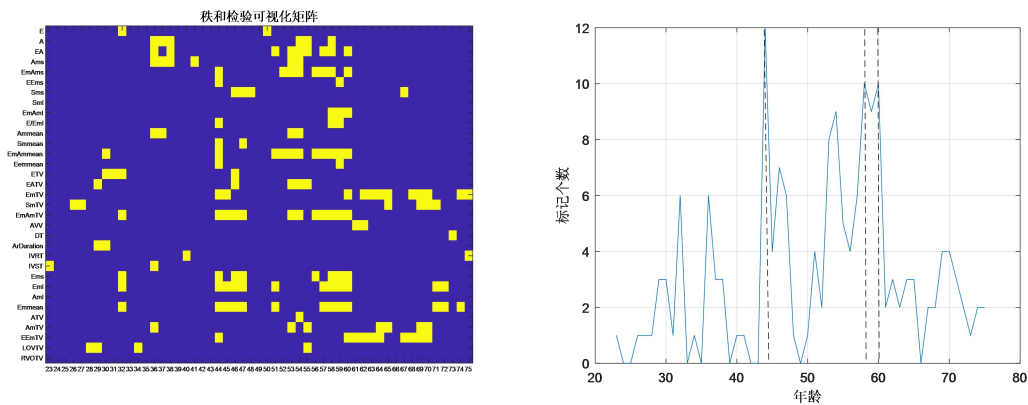 秩和检验可视化矩阵
E
A
EA
Ams
EmAms
EEms
Sms
Sml
EmAml
E/Eml
Ammean
Smmean
EmAmmean
Eemmean
ETV
EATV
EmTV
SmTV
EmAmTV
AVV
DT
ArDuration
IVRT
IVST
Ems
Eml
Aml
Emmean
ATV
AmTV
EEmTV
LOVTV
RVOTV
23 24 25 26 27 28 29 30 31 32 33 34 35 36 37 38 39 40 41 42 43 44 45 46 47 48 49 50 51 52 53 54 55 56 57 58 59 60 61 62 63 64 65 66 67 68 69 70 71 72 73 74 75
标记个数
12
10
8
6
4
2
0
20 30 40 50 60 70 80
年龄